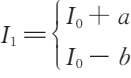 I₁ = { I₀ + a
I₀ − b